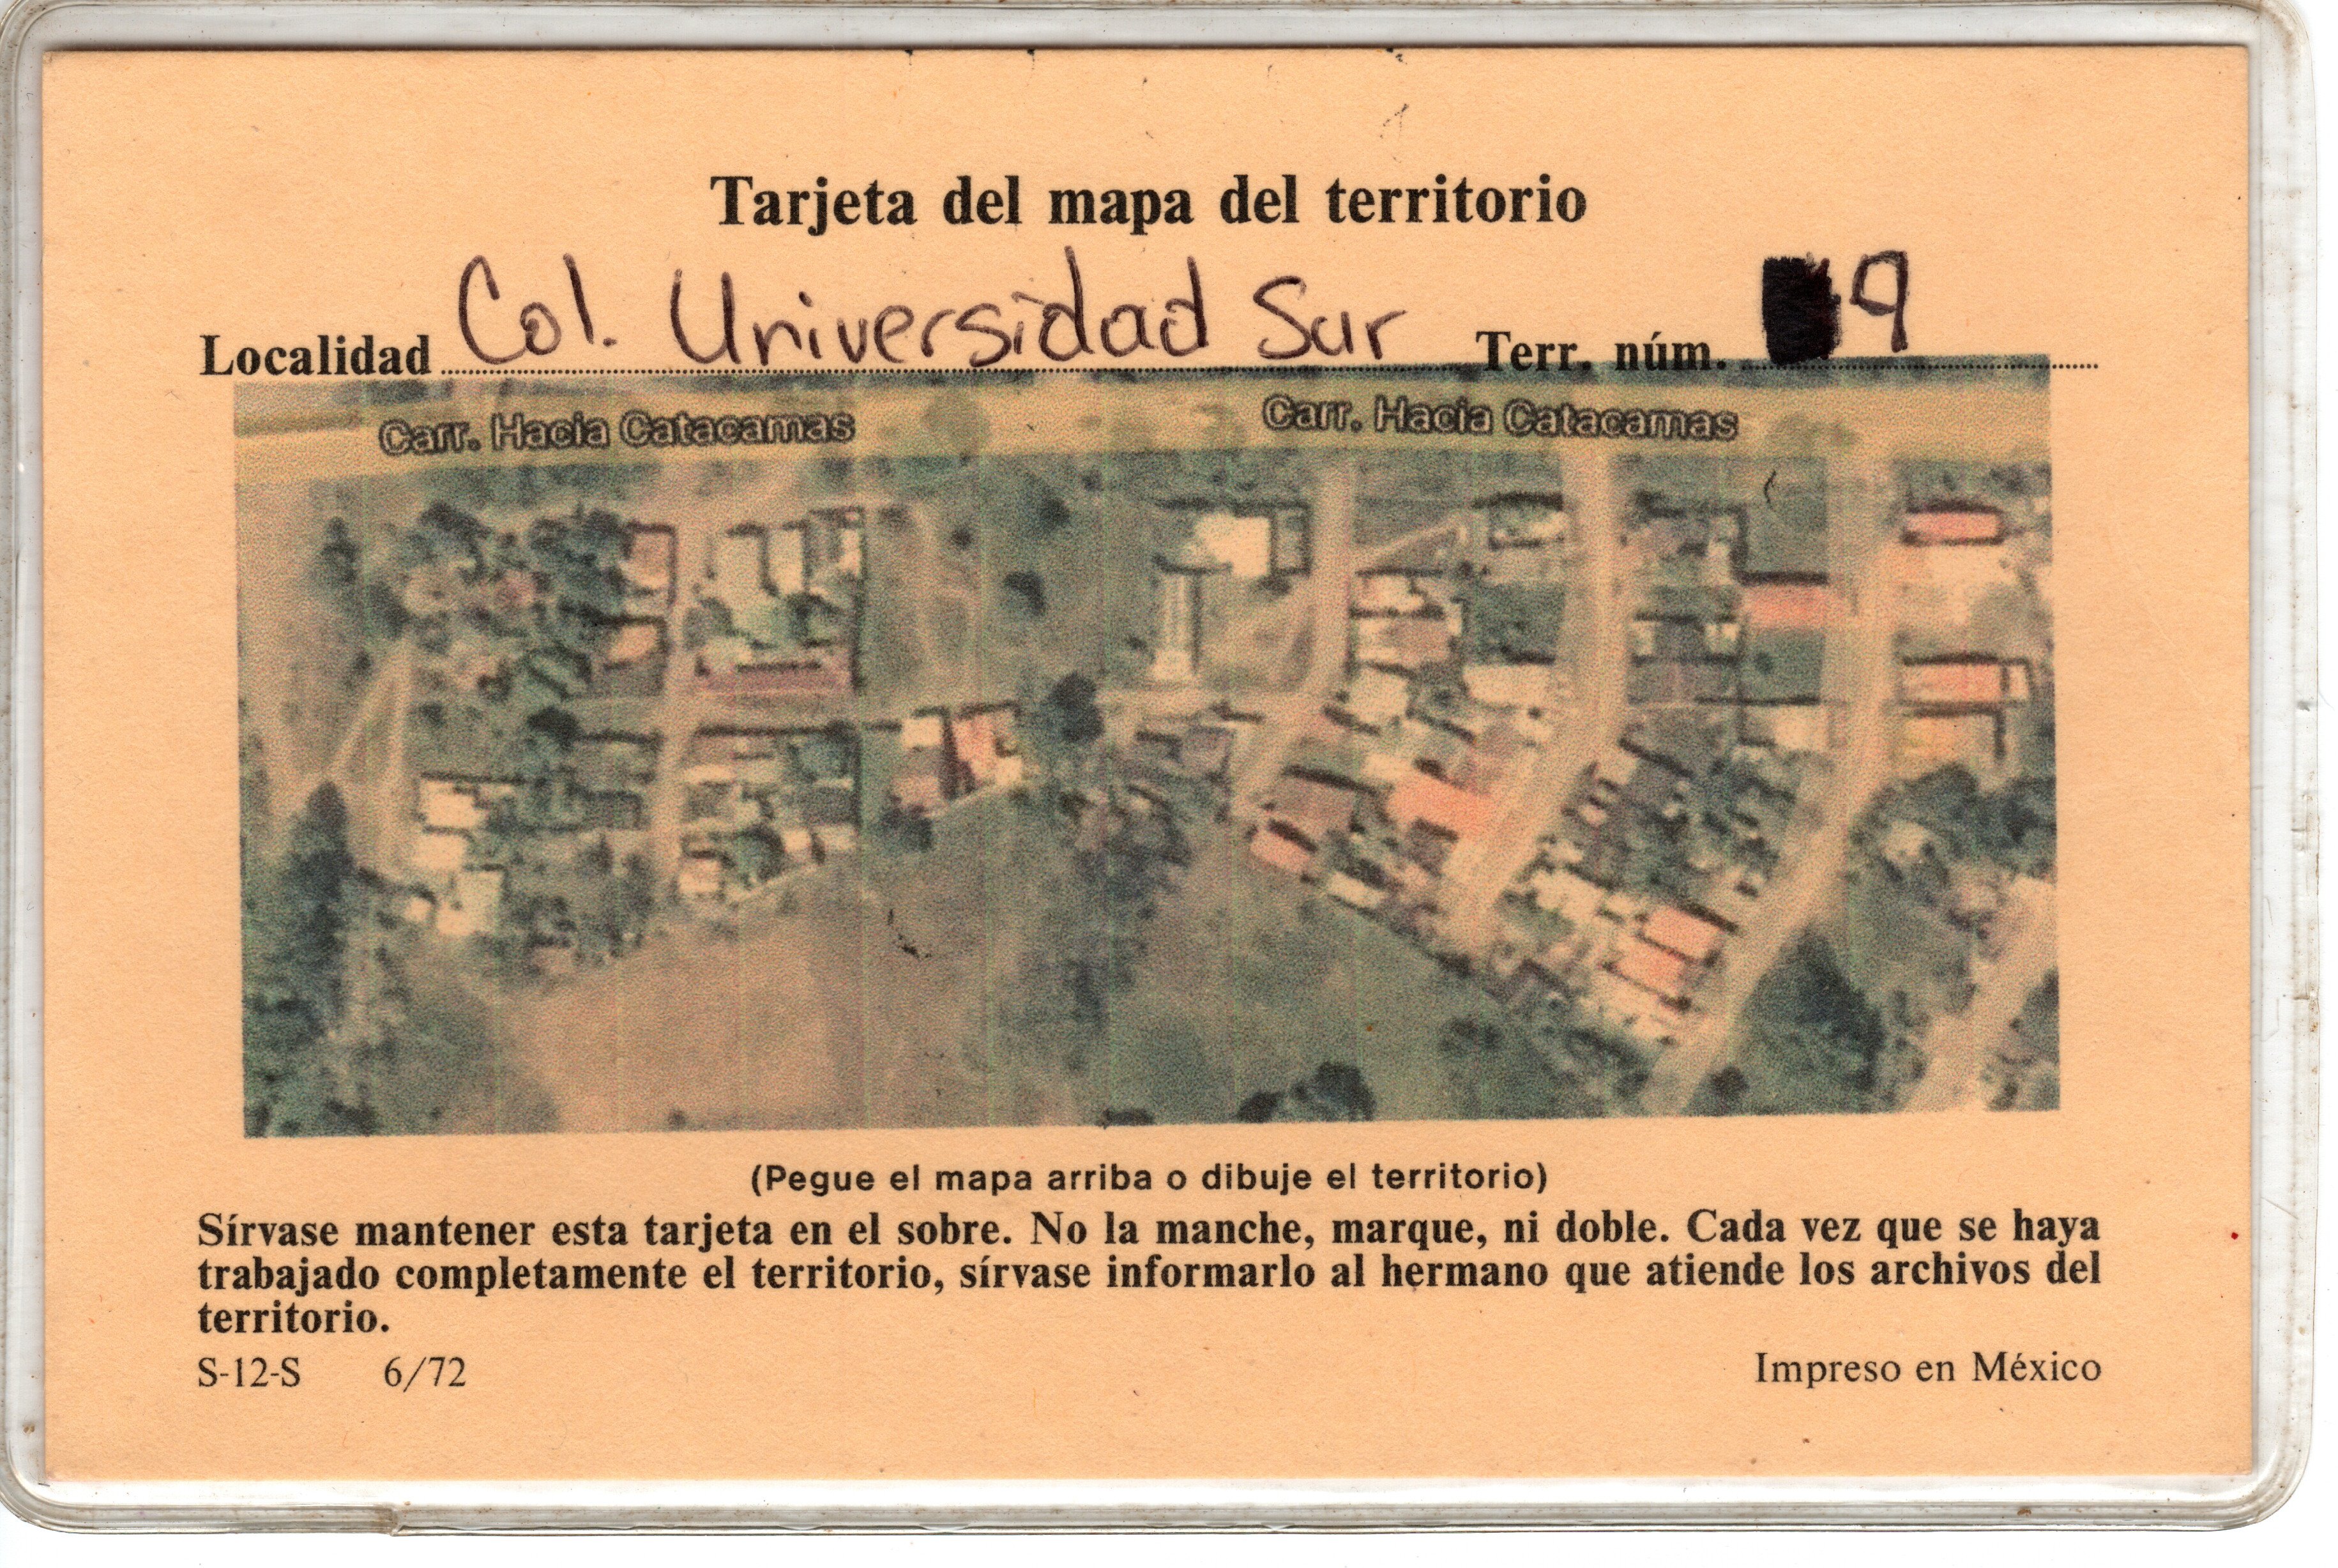 Tarjeta del mapa del territorio
Localidad Col. Universidad Sur Terr. núm. 9
Carr. Hacia Catacamas Carr. Hacia Catacamas
(Pegue el mapa arriba o dibuje el territorio)
Sírvase mantener esta tarjeta en el sobre. No la manche, marque, ni doble. Cada vez que se haya
trabajado completamente el territorio, sírvase informarlo al hermano que atiende los archivos del
territorio.
S-12-S 6/72 Impreso en México